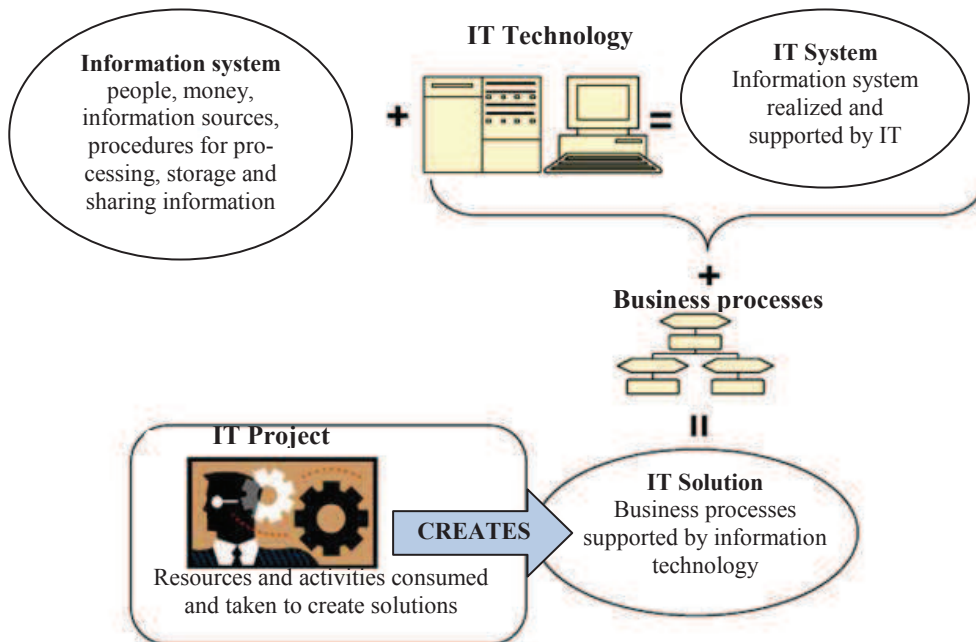 Information system
people, money,
information sources,
procedures for pro-
cessing, storage and
sharing information
+
IT Technology
=
IT System
Information system
realized and
supported by IT
+
Business processes
=
IT Project
Resources and activities consumed
and taken to create solutions
CREATES
IT Solution
Business processes
supported by information
technology